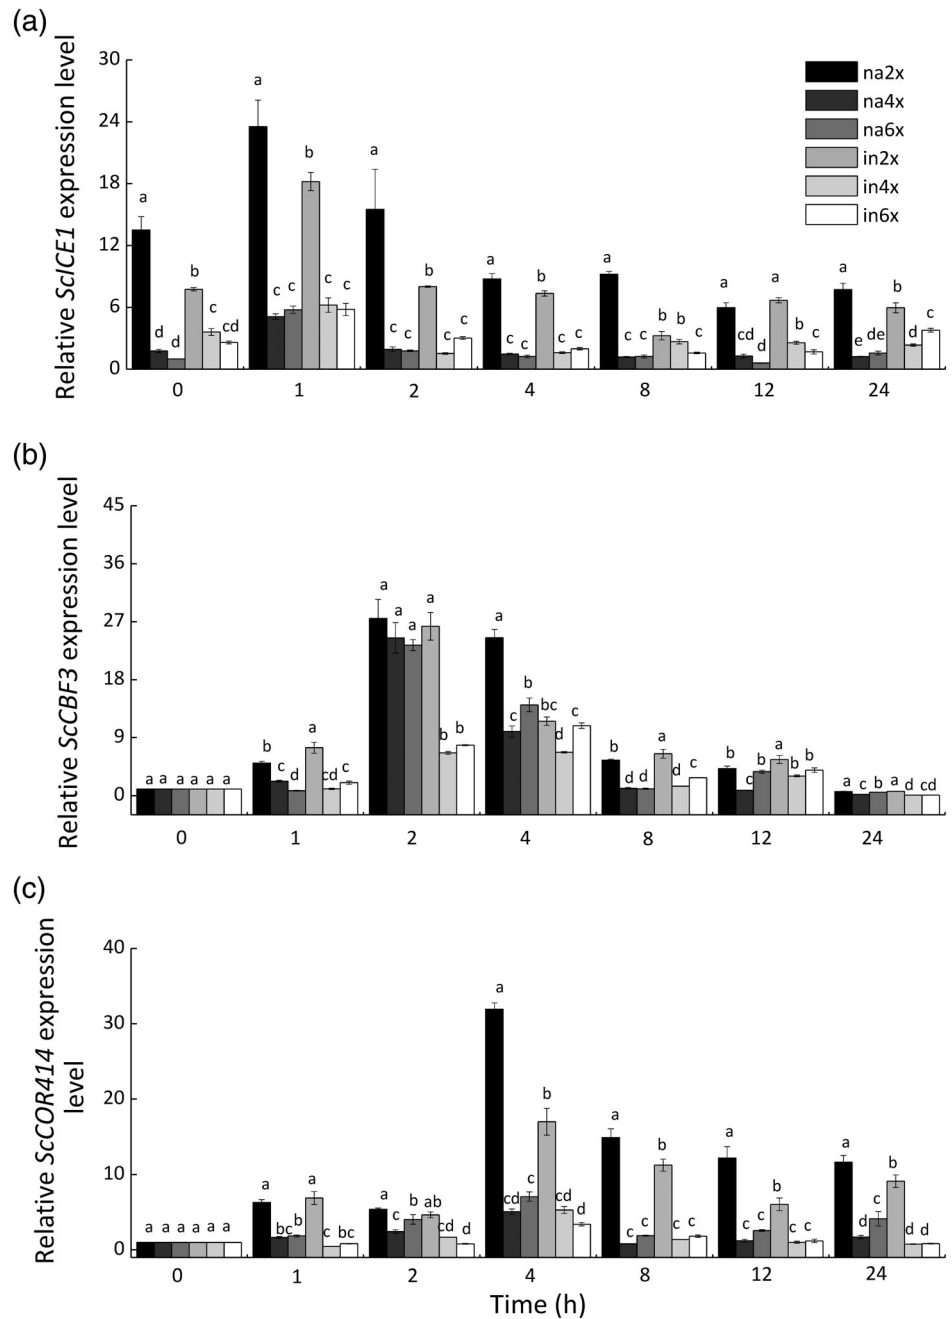 (a)
Relative ScICE1 expression level
30
24
18
12
6
0
na2x
na4x
na6x
in2x
in4x
in6x
a d d b c cd
a c c b c c
a c c b c c
a c c b c c
a c c b b c
a cd d a b c
a e de b d c
0 1 2 4 8 12 24
(b)
Relative ScCBF3 expression level
45
36
27
18
9
0
a a a a a a
b c d a cd c
a a a a b b
a c b bc d c
b d d a d c
b c b a b b
a c b a d cd
0 1 2 4 8 12 24
(c)
Relative ScCOR414 expression
level
40
30
20
10
0
a a a a a a
a bc b a c bc
a c b ab cd d
a cd c b cd d
a c c b c c
a c c b c c
a d c b d d
0 1 2 4 8 12 24
Time (h)